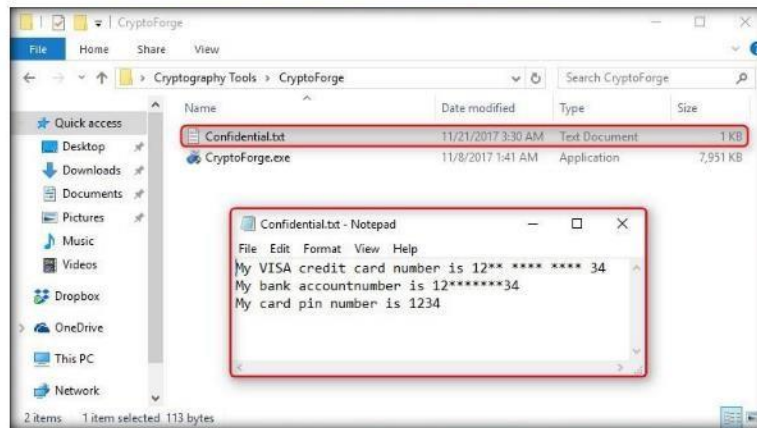 CryptoForge
File Home Share View
Cryptography Tools > CryptoForge
Search CryptoForge
Name Date modified Type Size
Quick access
Desktop
Downloads
Documents
Pictures
Music
Videos
Dropbox
OneDrive
This PC
Network
Confidential.txt 11/21/2017 3:30 AM Text Document 1 KB
CryptoForge.exe 11/8/2017 1:41 AM Application 7,951 KB
Confidential.txt - Notepad
File Edit Format View Help
My VISA credit card number is 12** **** **** 34
My bank accountnumber is 12*******34
My card pin number is 1234
2 items 1 item selected 113 bytes